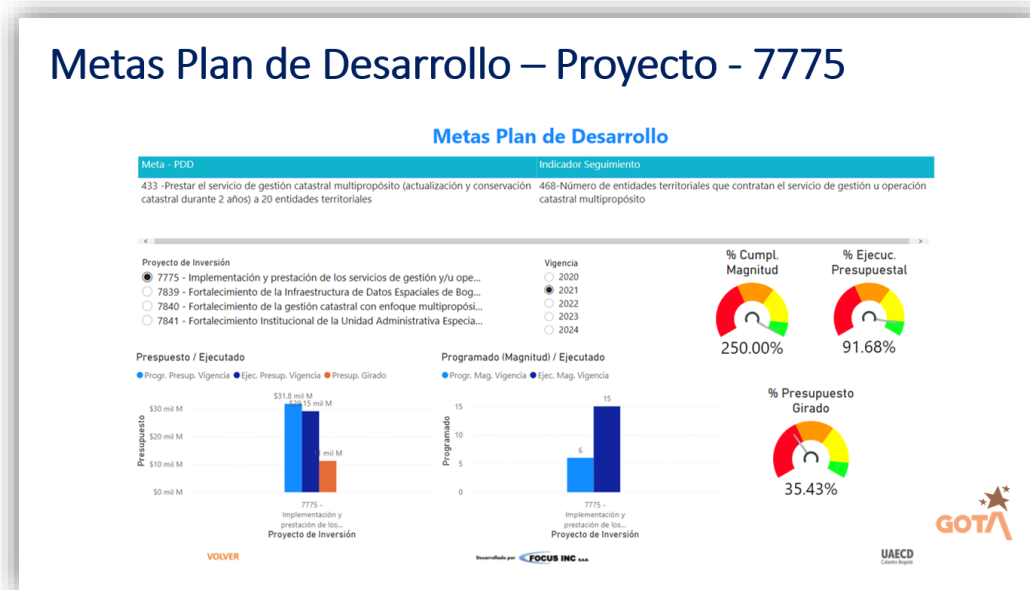 Metas Plan de Desarrollo – Proyecto - 7775
Metas Plan de Desarrollo
Meta - PDD
Indicador Seguimiento
433 -Prestar el servicio de gestión catastral multipropósito (actualización y conservación
catastral durante 2 años) a 20 entidades territoriales
468-Número de entidades territoriales que contratan el servicio de gestión u operación
catastral multipropósito
Proyecto de Inversión
7775 - Implementación y prestación de los servicios de gestión y/u ope...
7839 - Fortalecimiento de la Infraestructura de Datos Espaciales de Bog...
7840 - Fortalecimiento de la gestión catastral con enfoque multipropósi...
7841 - Fortalecimiento Institucional de la Unidad Administrativa Especia...
Vigencia
2020
2021
2022
2023
2024
% Cumpl.
Magnitud
250.00%
% Ejecuc.
Presupuestal
91.68%
Prespuesto / Ejecutado
Progr. Presup. Vigencia Ejec. Presup. Vigencia Presup. Girado
$31,8 mil M
15 mil M
mil M
$30 mil M
$20 mil M
$10 mil M
$0 mil M
Presupuesto
7775 -
Implementación y
prestación de los...
Proyecto de Inversión
Programado (Magnitud) / Ejecutado
Progr. Mag. Vigencia Ejec. Mag. Vigencia
15
10
5
0
Programado
6
15
7775 -
Implementación y
prestación de los...
Proyecto de Inversión
% Presupuesto
Girado
35.43%
GOTA
VOLVER
Desarrollado por FOCUS INC S.A.S.
UAECD
Catastro Bogotá